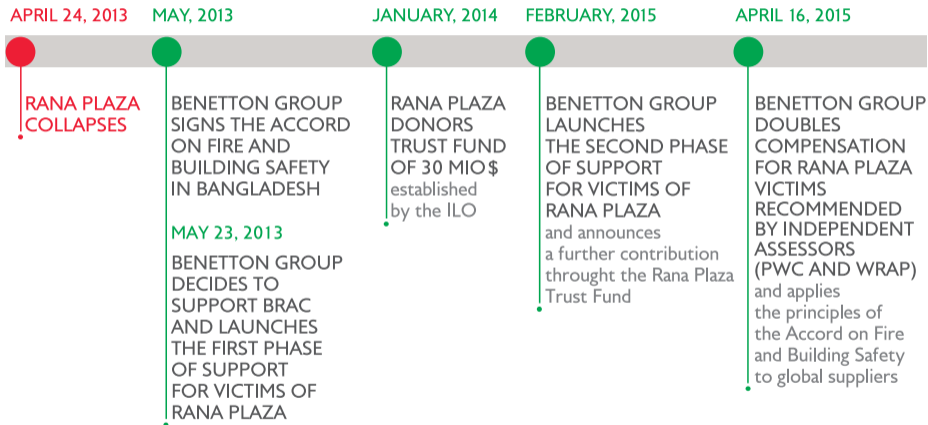 APRIL 24, 2013
RANA PLAZA
COLLAPSES
MAY, 2013
BENETTON GROUP
SIGNS THE ACCORD
ON FIRE AND
BUILDING SAFETY
IN BANGLADESH
MAY 23, 2013
BENETTON GROUP
DECIDES TO
SUPPORT BRAC
AND LAUNCHES
THE FIRST PHASE
OF SUPPORT
FOR VICTIMS OF
RANA PLAZA
JANUARY, 2014
RANA PLAZA
DONORS
TRUST FUND
OF 30 MIO $
established
by the ILO
FEBRUARY, 2015
BENETTON GROUP
LAUNCHES
THE SECOND PHASE
OF SUPPORT
FOR VICTIMS OF
RANA PLAZA
and announces
a further contribution
throught the Rana Plaza
Trust Fund
APRIL 16, 2015
BENETTON GROUP
DOUBLES
COMPENSATION
FOR RANA PLAZA
VICTIMS
RECOMMENDED
BY INDEPENDENT
ASSESSORS
(PWC AND WRAP)
and applies
the principles of
the Accord on Fire
and Building Safety
to global suppliers